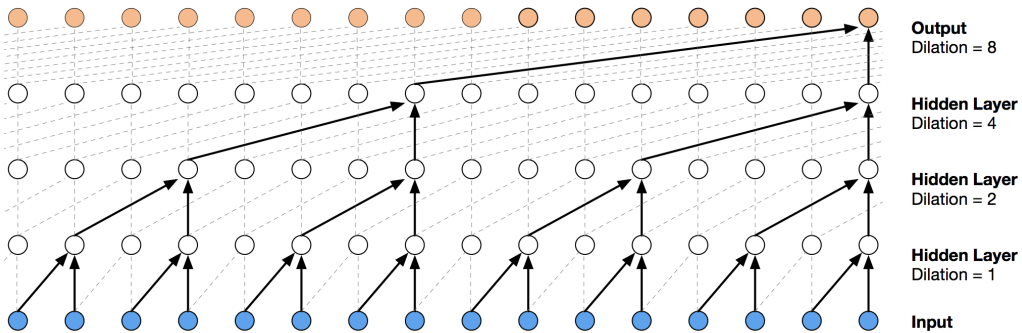 Output
Dilation = 8
Hidden Layer
Dilation = 4
Hidden Layer
Dilation = 2
Hidden Layer
Dilation = 1
Input